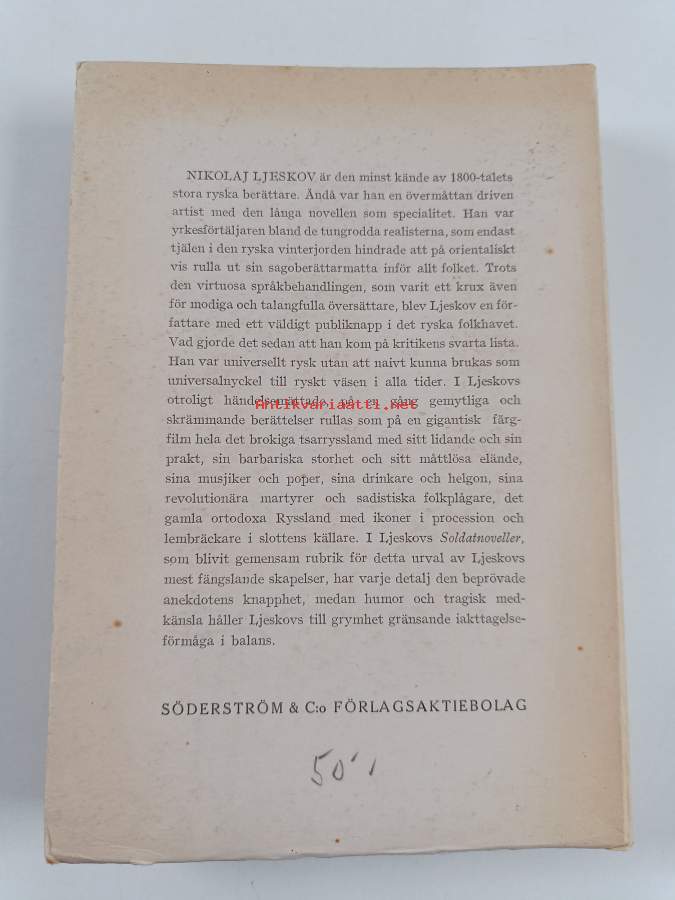 NIKOLAJ LJESKOV är den minst kände av 1800-talets
stora ryska berättare. Ändå var han en övermåttan driven
artist med den långa novellen som specialitet. Han var
yrkesförtäljaren bland de tungrodda realisterna, som endast
tjälen i den ryska vinterjorden hindrade att på orientaliskt
vis rulla ut sin sagoberättarmatta inför allt folket. Trots
den virtuosa språkbehandlingen, som varit ett krux även
för modiga och talangfulla översättare, blev Ljeskov en för-
fattare med ett väldigt publiknapp i det ryska folkhavet.
Vad gjorde det sedan att han kom på kritikens svarta lista.
Han var universellt rysk utan att naivt kunna brukas som
universalnyckel till ryskt väsen i alla tider. I Ljeskovs
otroligt händelsemättade, på en gång gemytliga och
Antikvariaatti.net
skrämmande berättelser rullas som på en gigantisk färg-
film hela det brokiga tsarryssland med sitt lidande och sin
prakt, sin barbariska storhet och sitt måttlösa elände,
sina musjiker och poper, sina drinkare och helgon, sina
revolutionära martyrer och sadistiska folkplågare, det
gamla ortodoxa Ryssland med ikoner i procession och
lembräckare i slottens källare. I Ljeskovs Soldatnoveller,
som blivit gemensam rubrik för detta urval av Ljeskovs
mest fängslande skapelser, har varje detalj den beprövade
anekdotens knapphet, medan humor och tragisk med-
känsla håller Ljeskovs till grymhet gränsande iakttagelse-
förmåga i balans.
SÖDERSTRÖM & C:o FÖRLAGSAKTIEBOLAG
50